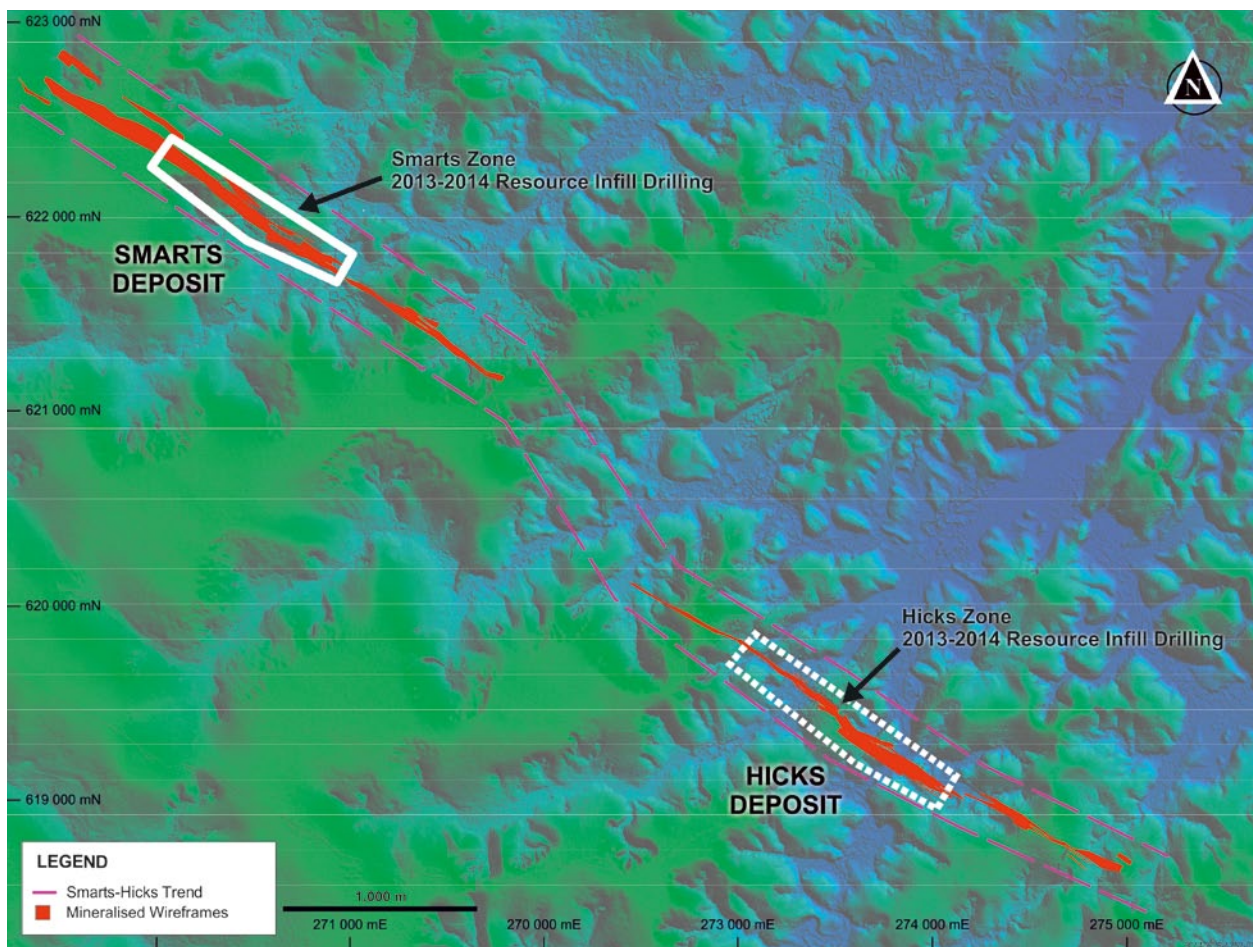 623 000 mN
N
Smarts Zone
2013-2014 Resource Infill Drilling
622 000 mN
SMARTS
DEPOSIT
621 000 mN
620 000 mN
Hicks Zone
2013-2014 Resource Infill Drilling
HICKS
DEPOSIT
619 000 mN
LEGEND
Smarts-Hicks Trend
Mineralised Wireframes
1.000 m
271 000 mE
270 000 mE
273 000 mE
274 000 mE
275 000 mE